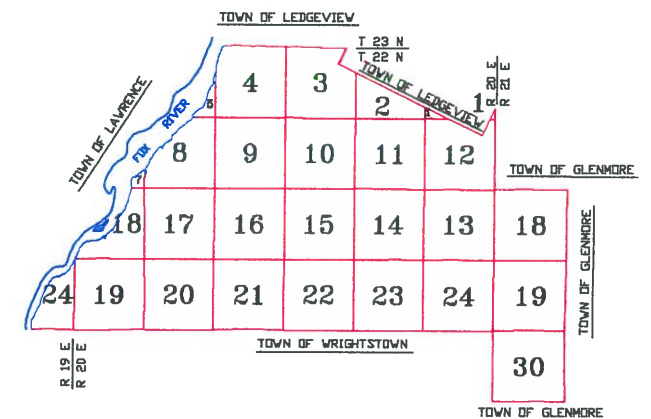 TOWN OF LEDGEVIEW
T 23 N
T 22 N
TOWN OF LEDGEVIEW
R 20 E
R 21 E
TOWN OF LAWRENCE
FOX RIVER
4 3 2 1
5
8 9 10 11 12
TOWN OF GLENMORE
7
18 17 16 15 14 13 18
TOWN OF GLENMORE
24 19 20 21 22 23 24 19
R 19 E
R 20 E
TOWN OF WRIGHTSTOWN
30
TOWN OF GLENMORE